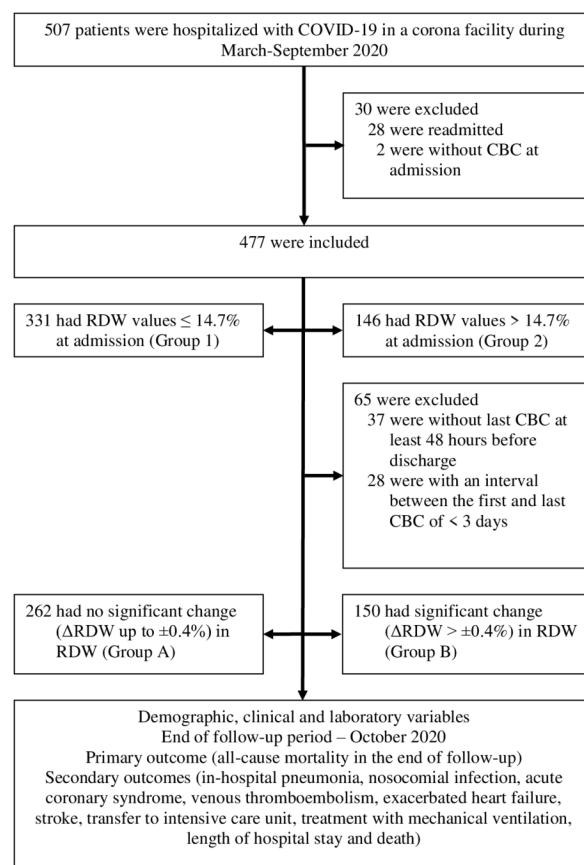 507 patients were hospitalized with COVID-19 in a corona facility during
March-September 2020
30 were excluded
28 were readmitted
2 were without CBC at
admission
477 were included
331 had RDW values ≤ 14.7%
at admission (Group 1)
146 had RDW values > 14.7%
at admission (Group 2)
65 were excluded
37 were without last CBC at
least 48 hours before
discharge
28 were with an interval
between the first and last
CBC of < 3 days
262 had no significant change
(ΔRDW up to ±0.4%) in
RDW (Group A)
150 had significant change
(ΔRDW > ±0.4%) in RDW
(Group B)
Demographic, clinical and laboratory variables
End of follow-up period – October 2020
Primary outcome (all-cause mortality in the end of follow-up)
Secondary outcomes (in-hospital pneumonia, nosocomial infection, acute
coronary syndrome, venous thromboembolism, exacerbated heart failure,
stroke, transfer to intensive care unit, treatment with mechanical ventilation,
length of hospital stay and death)